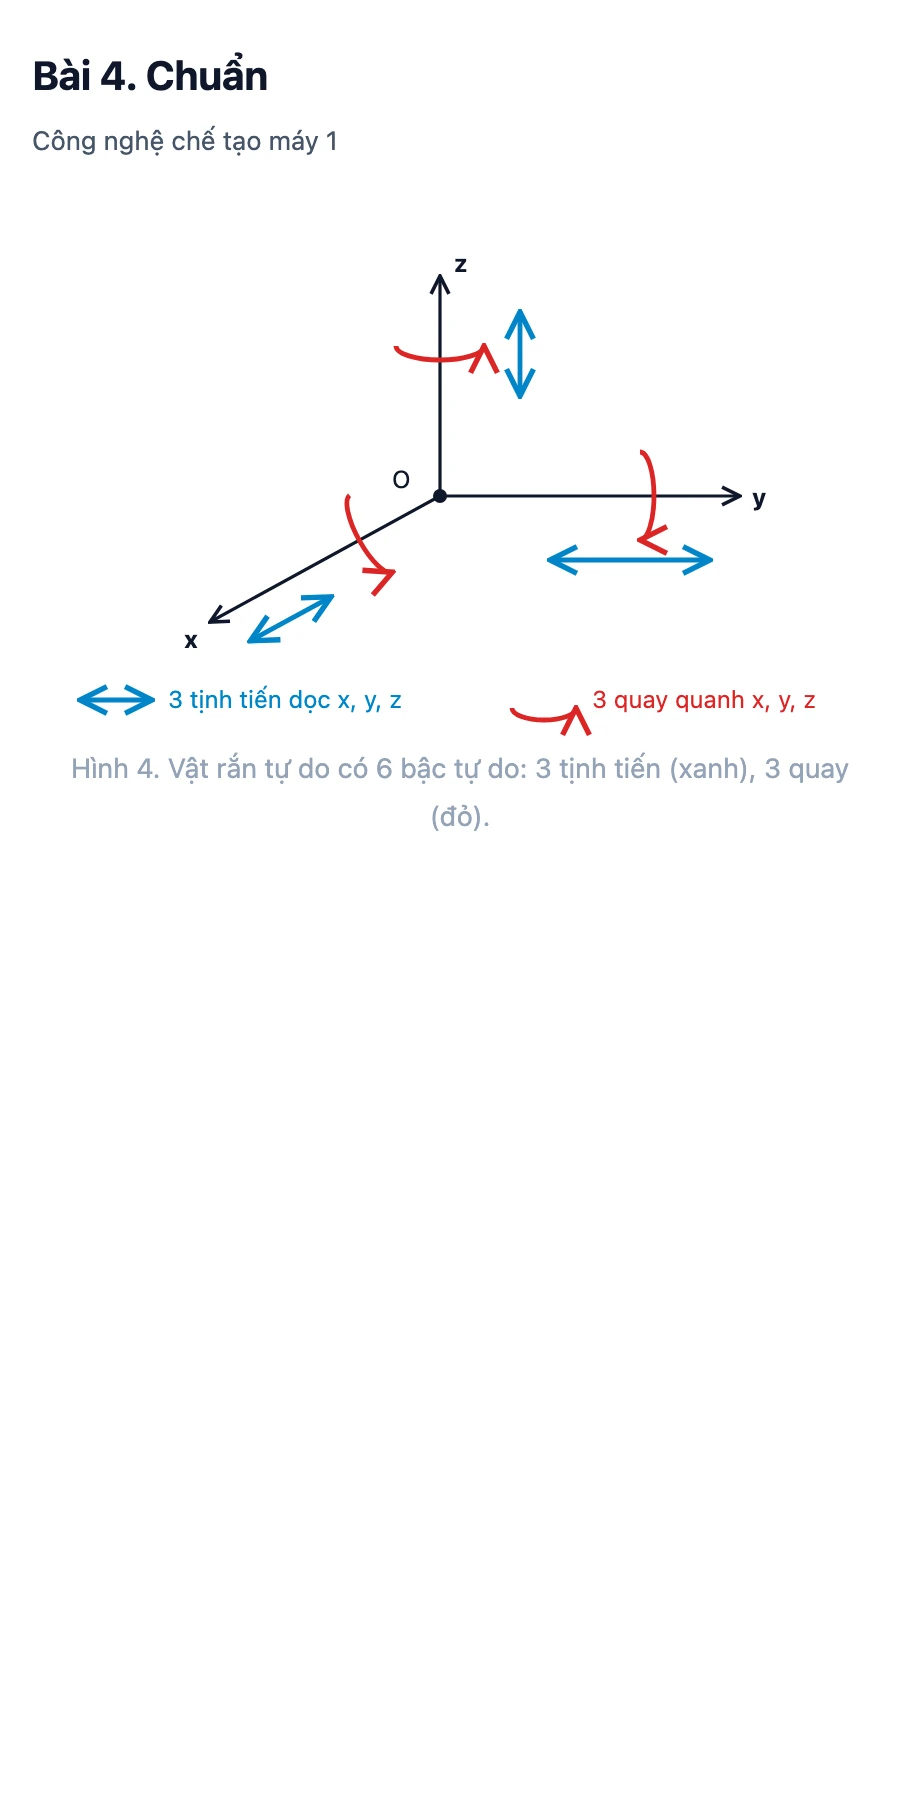 Bài 4. Chuẩn
Công nghệ chế tạo máy 1
z
O
y
x
3 tịnh tiến dọc x, y, z
3 quay quanh x, y, z
Hình 4. Vật rắn tự do có 6 bậc tự do: 3 tịnh tiến (xanh), 3 quay
(đỏ).